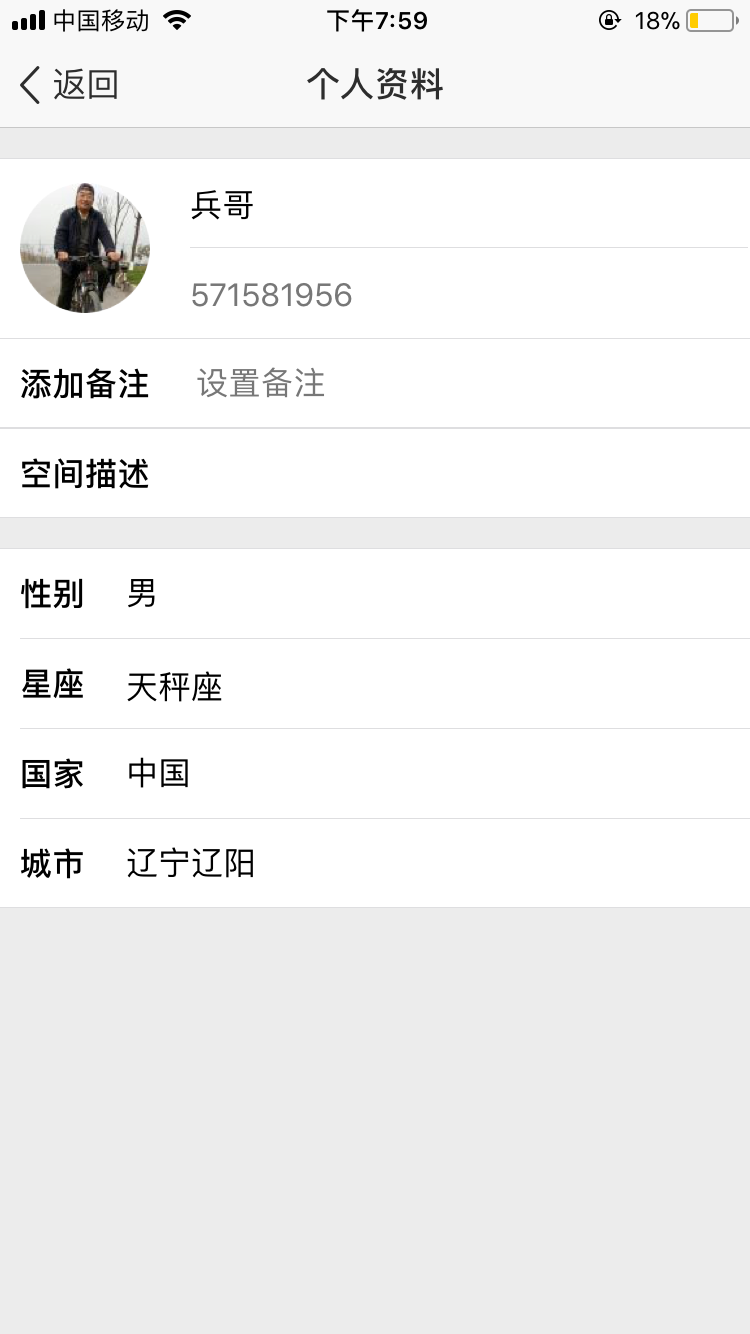 中国移动 下午7:59 18%
返回 个人资料
兵哥
571581956
添加备注 设置备注
空间描述
性别 男
星座 天秤座
国家 中国
城市 辽宁辽阳